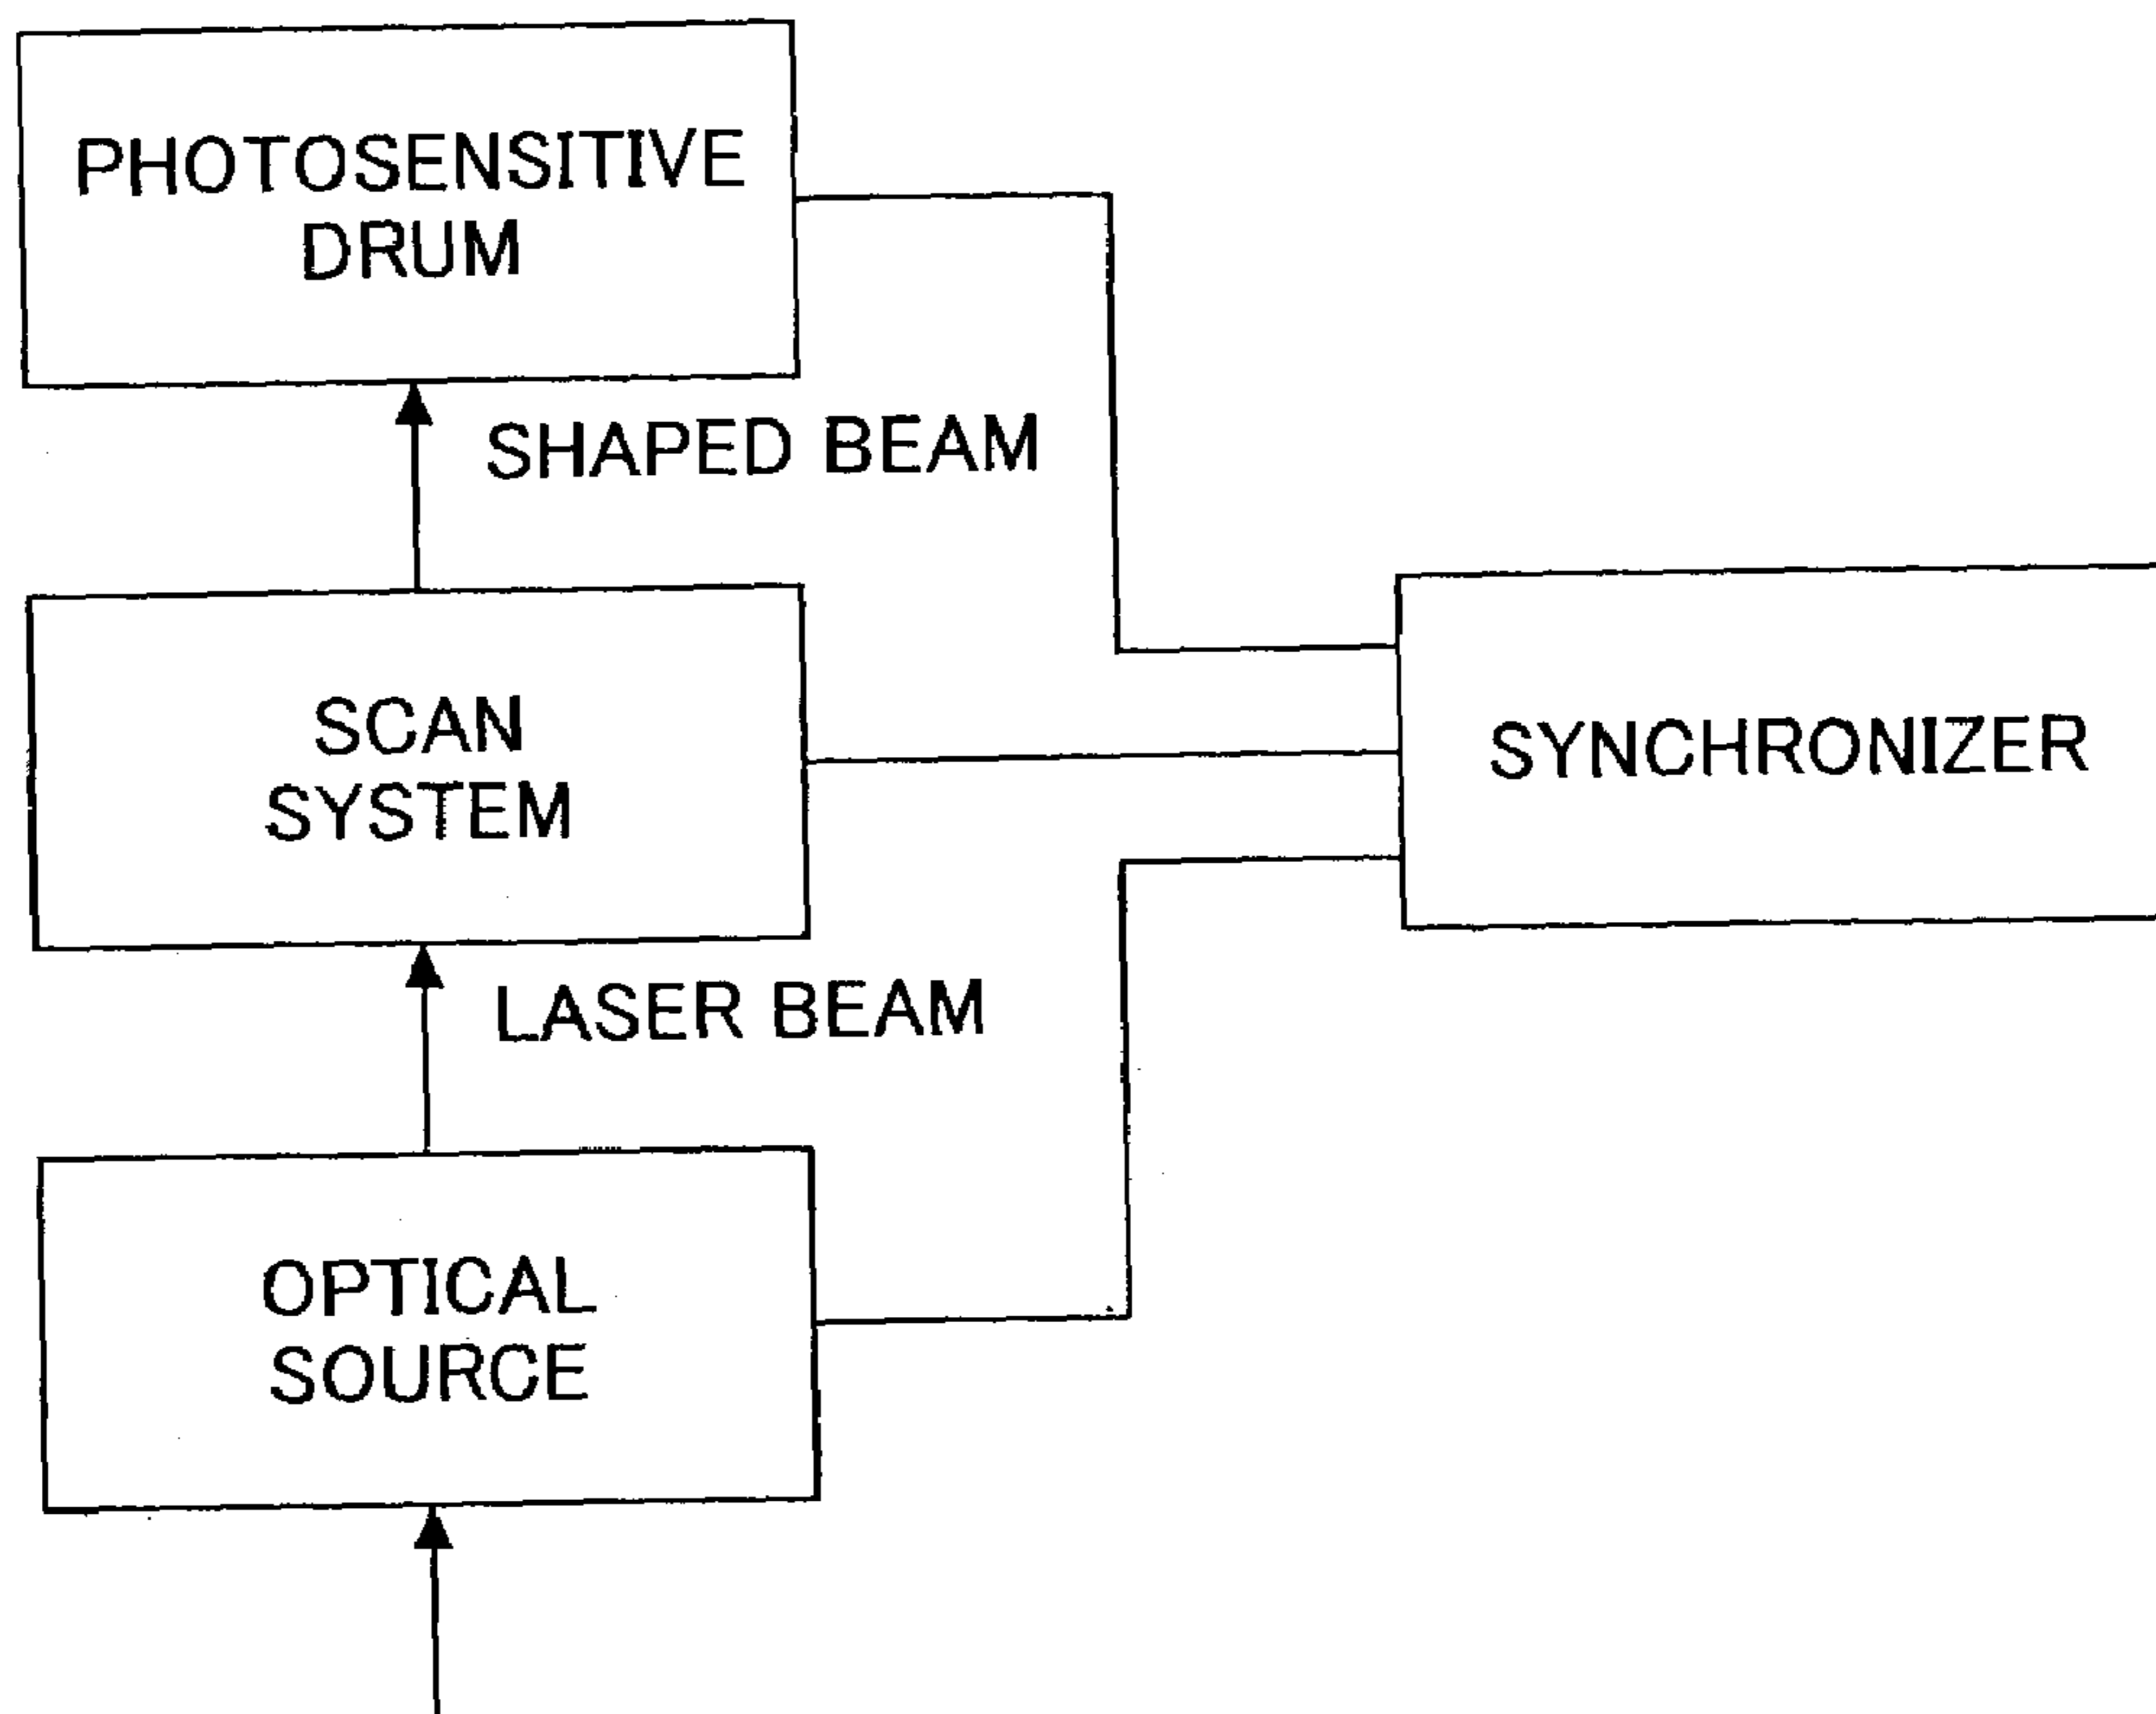 PHOTOSENSITIVE
DRUM
SHAPED BEAM
SCAN
SYSTEM
SYNCHRONIZER
LASER BEAM
OPTICAL
SOURCE